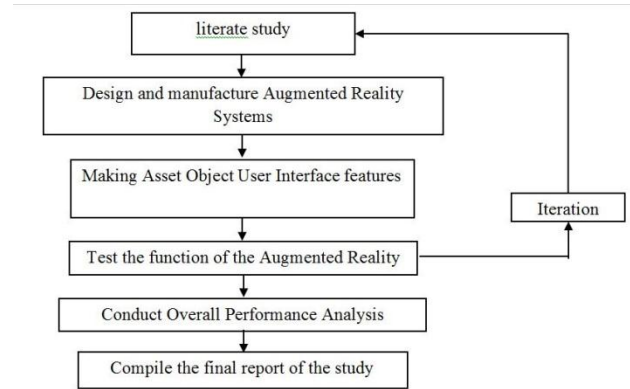 literate study
Design and manufacture Augmented Reality
Systems
Making Asset Object User Interface features
Iteration
Test the function of the Augmented Reality
Conduct Overall Performance Analysis
Compile the final report of the study